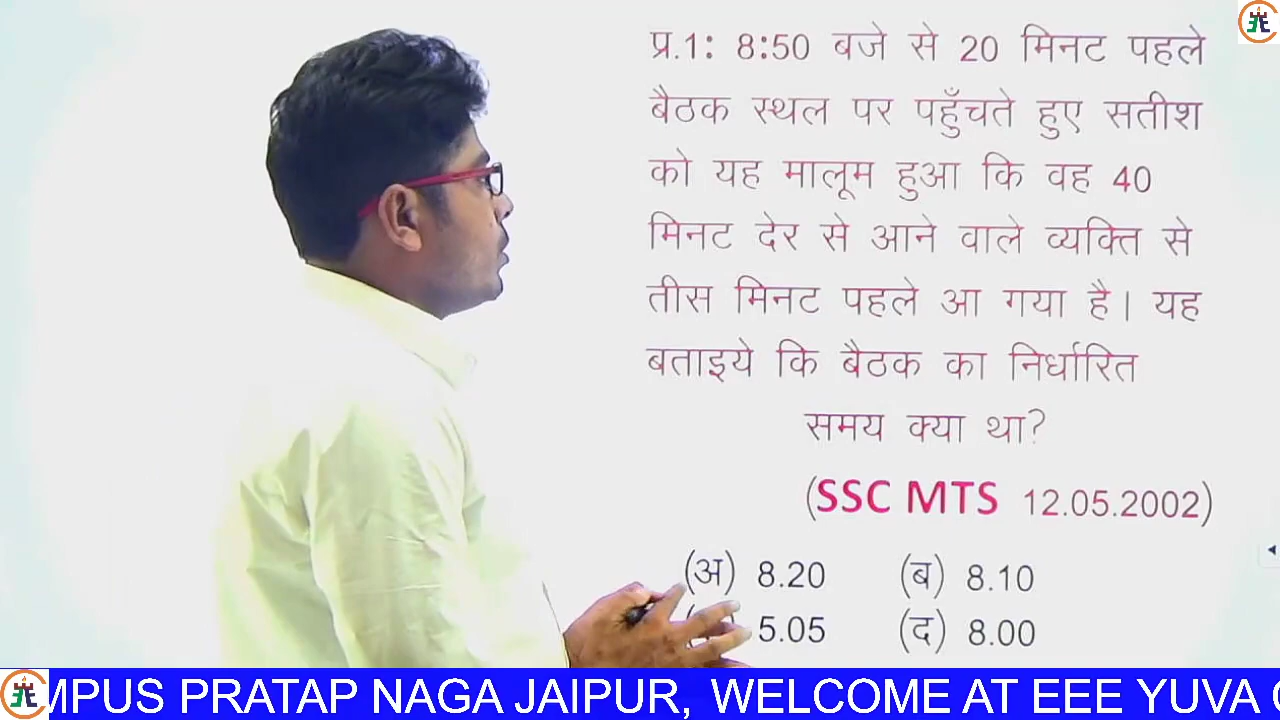 प्र.1: 8:50 बजे से 20 मिनट पहले
बैठक स्थल पर पहुँचते हुए सतीश
को यह मालूम हुआ कि वह 40
मिनट देर से आने वाले व्यक्ति से
तीस मिनट पहले आ गया है। यह
बताइये कि बैठक का निर्धारित
समय क्या था?
(SSC MTS 12.05.2002)
(अ) 8.20 (ब) 8.10
5.05 (द) 8.00
MPUS PRATAP NAGA JAIPUR, WELCOME AT EEE YUVA